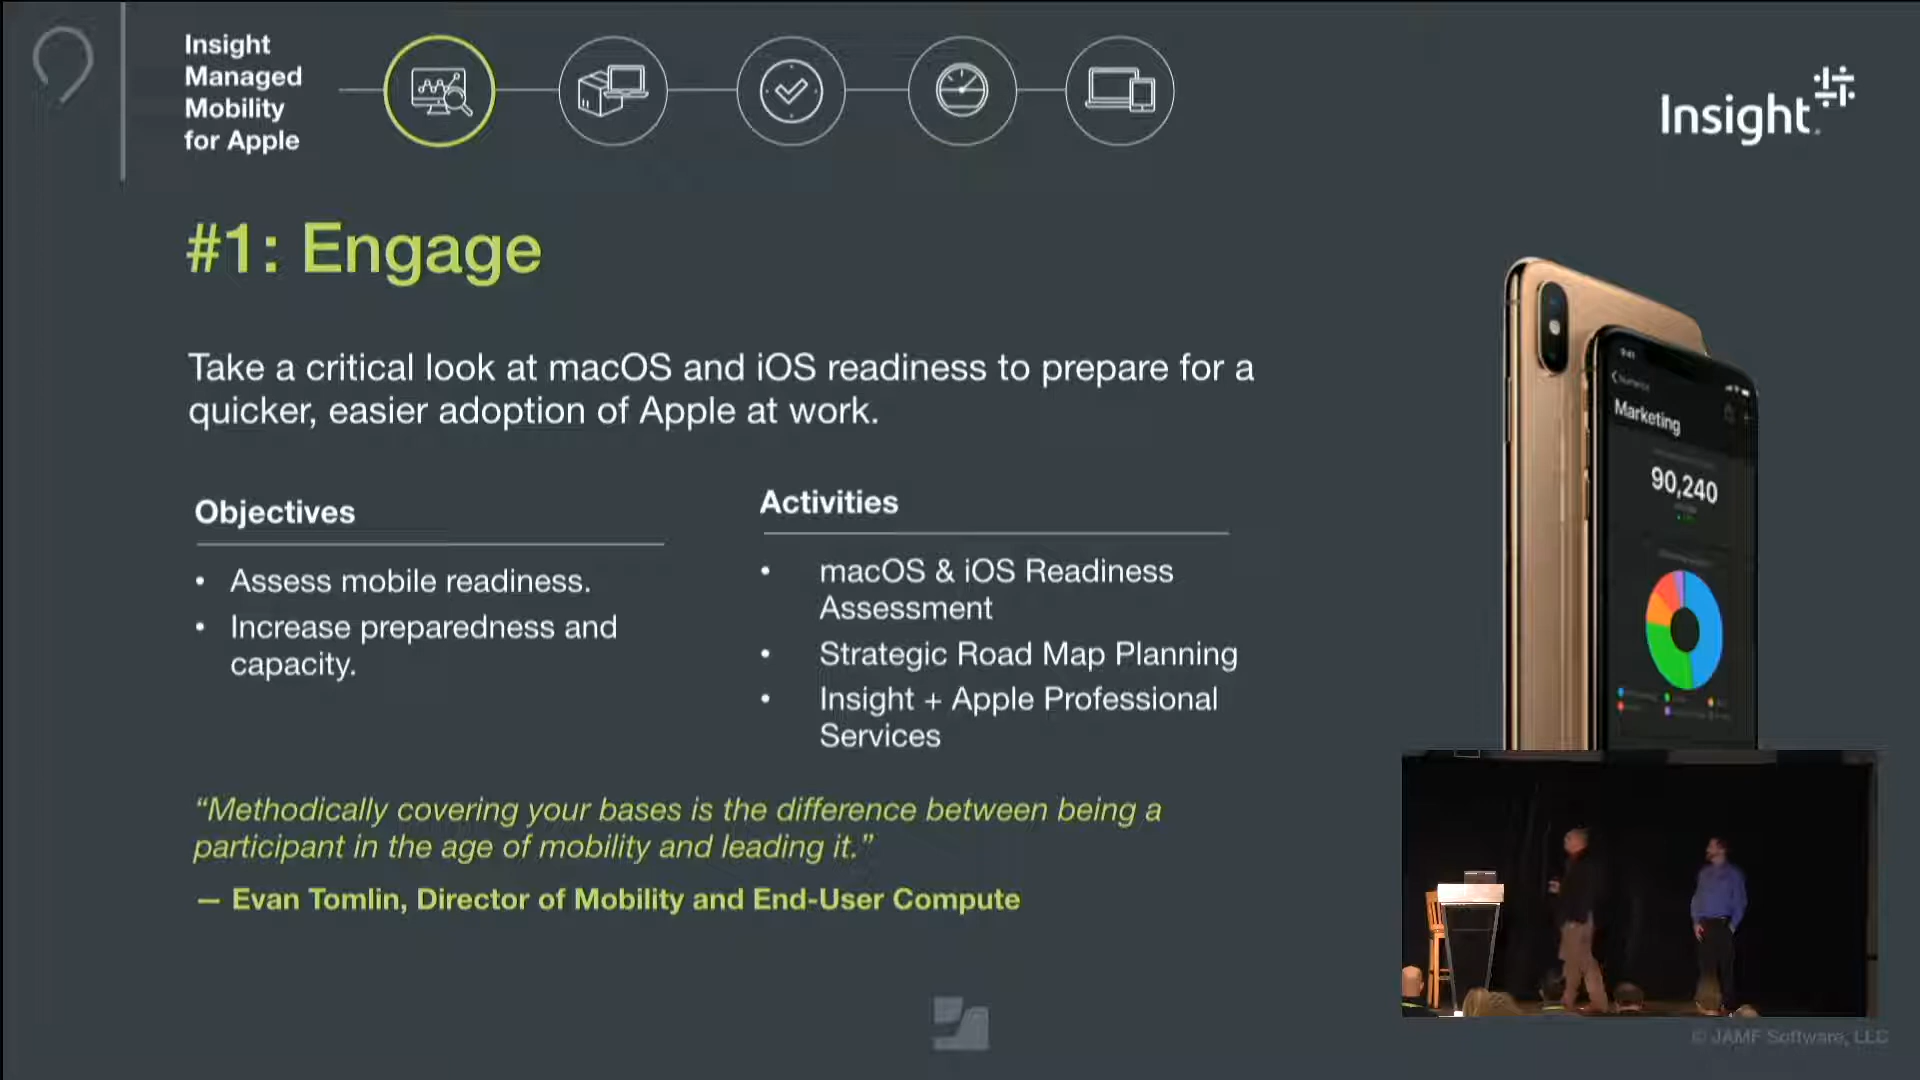 Insight
Managed
Mobility
for Apple
Insight
#1: Engage
Take a critical look at macOS and iOS readiness to prepare for a
quicker, easier adoption of Apple at work.
Objectives
• Assess mobile readiness.
• Increase preparedness and
capacity.
Activities
• macOS & iOS Readiness
Assessment
• Strategic Road Map Planning
• Insight + Apple Professional
Services
“Methodically covering your bases is the difference between being a
participant in the age of mobility and leading it.”
— Evan Tomlin, Director of Mobility and End-User Compute
9:41
Marketing
90,240
© JAMF Software, LLC